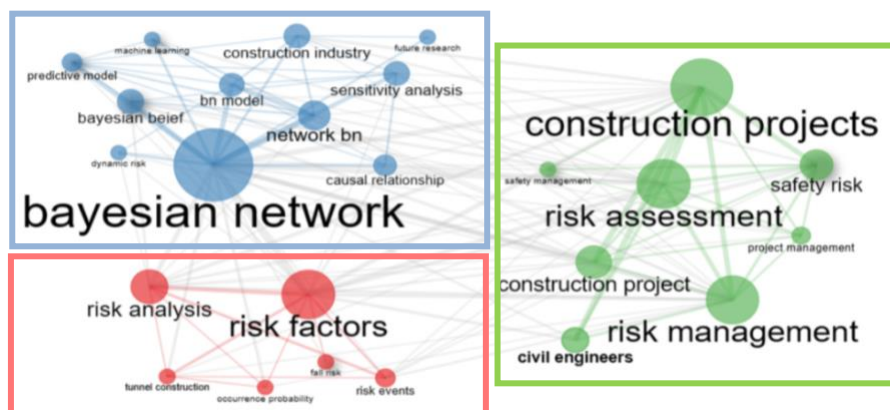 machine learning
construction industry
future research
predictive model
bn model
sensitivity analysis
bayesian beief
network bn
dynamic risk
causal relationship
bayesian network
risk analysis
risk factors
fall risk
tunnel construction
occurrence probability
risk events
construction projects
safety management
safety risk
risk assessment
project management
construction project
risk management
civil engineers